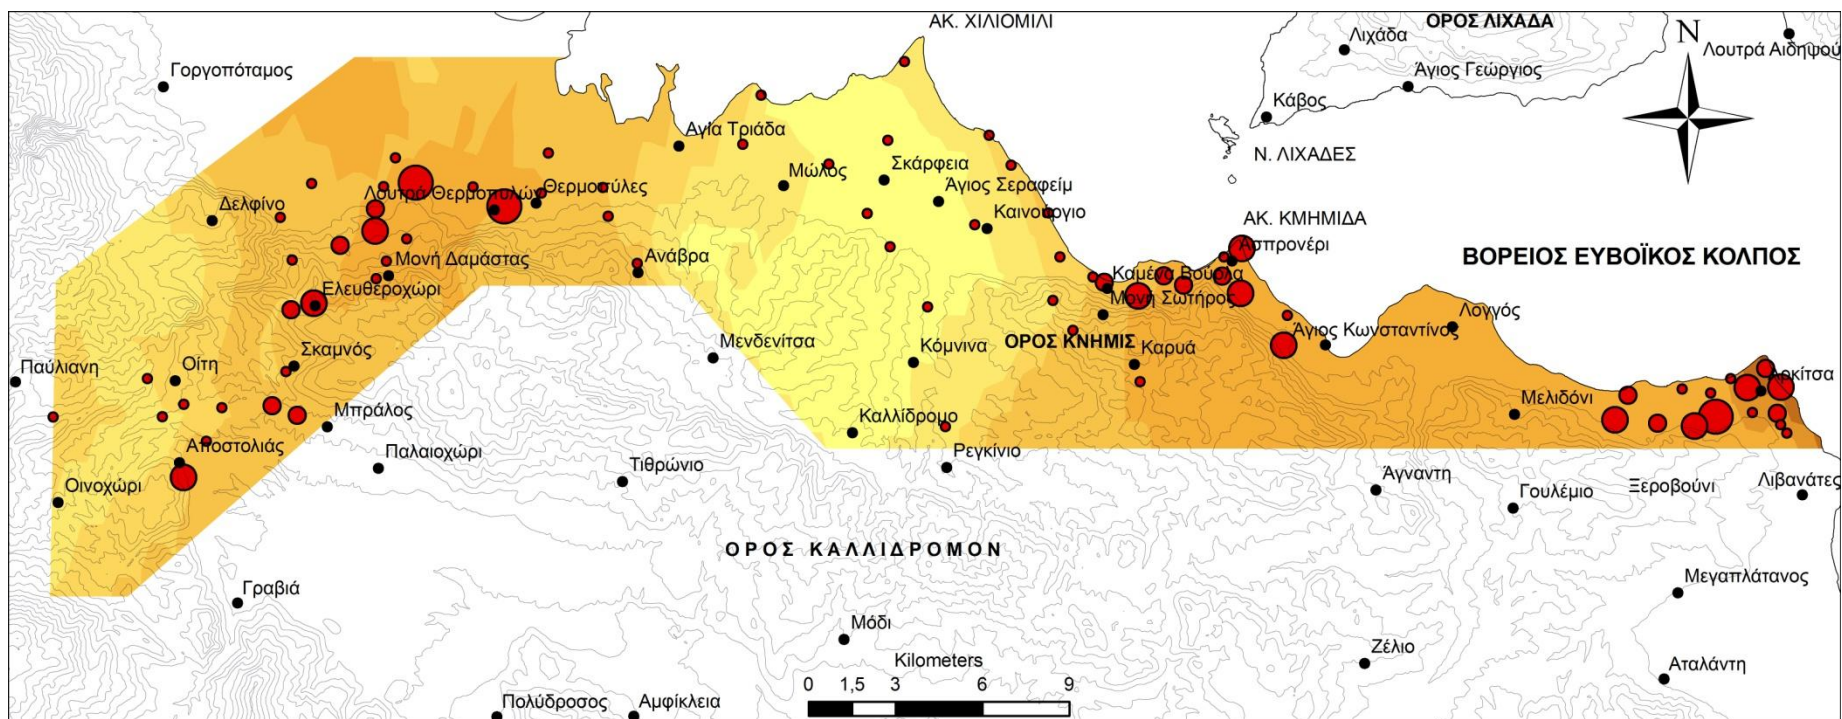 ΑΚ. ΧΙΛΙΟΜΙΛΙ
ΟΡΟΣ ΛΙΧΑΔΑ
Λιχάδα
N
Λουτρά Αιδηψού
Γοργοπόταμος
Άγιος Γεώργιος
Κάβος
Αγία Τριάδα
Ν. ΛΙΧΑΔΕΣ
Σκάρφεια
Μώλος
Θερμοπύλες
Λουτρά Θερμοπυλών
Άγιος Σεραφείμ
Δελφίνο
Καινούργιο
ΑΚ. ΚΜΗΜΙΔΑ
Ασπρονέρι
ΒΟΡΕΙΟΣ ΕΥΒΟΪΚΟΣ ΚΟΛΠΟΣ
Ανάβρα
Μονή Δαμάστας
Καμένα Βούρλα
Ελευθεροχώρι
Μονή Σωτήρος
Λογγός
Άγιος Κωνσταντίνος
ΟΡΟΣ ΚΝΗΜΙΣ
Μενδενίτσα
Κόμνινα
Καρυά
Σκαμνός
Οίτη
Παύλιανη
Αρκίτσα
Μελιδόνι
Μπράλος
Καλλίδρομο
Αποστολιάς
Παλαιοχώρι
Τιθρώνιο
Ρεγκίνιο
Άγναντη
Οινοχώρι
Γουλέμιο
Ξεροβούνι
Λιβανάτες
ΟΡΟΣ ΚΑΛΛΙΔΡΟΜΟΝ
Γραβιά
Μεγαπλάτανος
Μόδι
Ζέλιο
Kilometers
Αταλάντη
0 1,5 3 6 9
Πολύδροσος
Αμφίκλεια